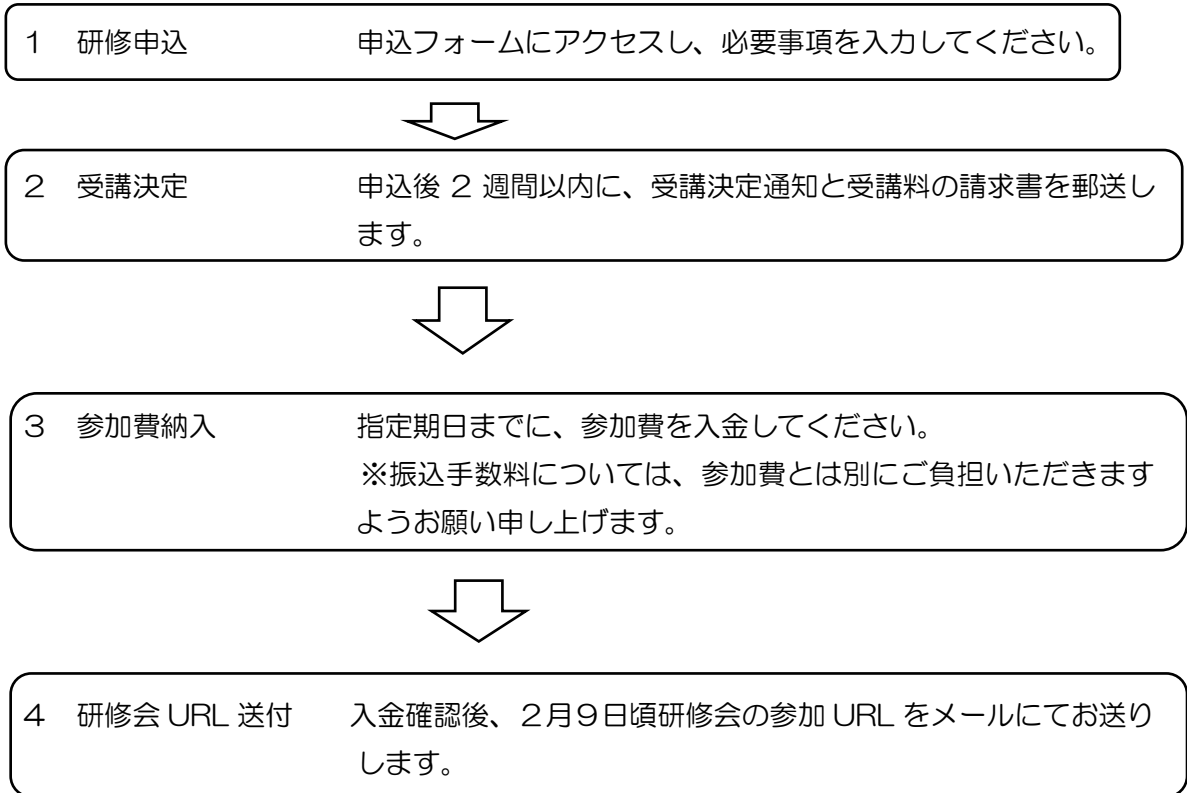 １　研修申込　　　　　　申込フォームにアクセスし、必要事項を入力してください。
２　受講決定　　　　　　申込後 ２ 週間以内に、受講決定通知と受講料の請求書を郵送し
ます。
３　参加費納入　　　　　指定期日までに、参加費を入金してください。
※振込手数料については、参加費とは別にご負担いただきます
ようお願い申し上げます。
４　研修会 URL 送付　　入金確認後、２月９日頃研修会の参加 URL をメールにてお送り
します。